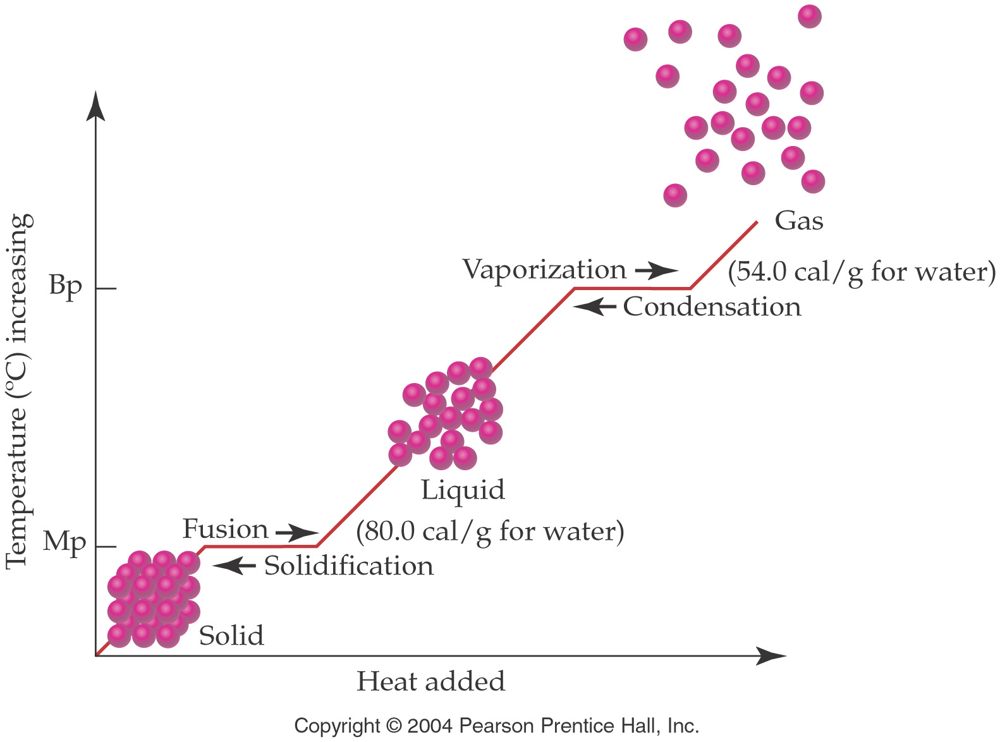 Temperature (°C) increasing
Gas
Vaporization
(54.0 cal/g for water)
Bp
Condensation
Liquid
Fusion
(80.0 cal/g for water)
Mp
Solidification
Solid
Heat added
Copyright © 2004 Pearson Prentice Hall, Inc.